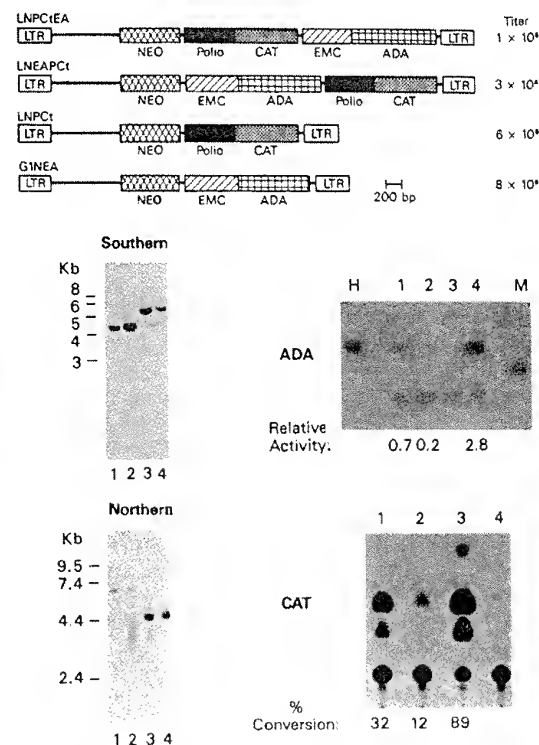 LNPCtEA
Titer
LTR LTR
1 ×
NEO Polio CAT EMC ADA
LNEAPCt
LTR LTR
3 ×
NEO EMC ADA Polio CAT
LNPCt
LTR LTR
6 ×
NEO Polio CAT
G1NEA
LTR LTR
8 ×
NEO EMC ADA
200 bp
Southern
Kb
8
6
5
4
3
1 2 3 4
H 1 2 3 4 M
ADA
Relative
Activity:
0.7 0.2 2.8
Northern
Kb
9.5
7.4
4.4
2.4
1 2 3 4
1 2 3 4
CAT
%
Conversion:
32 12 89